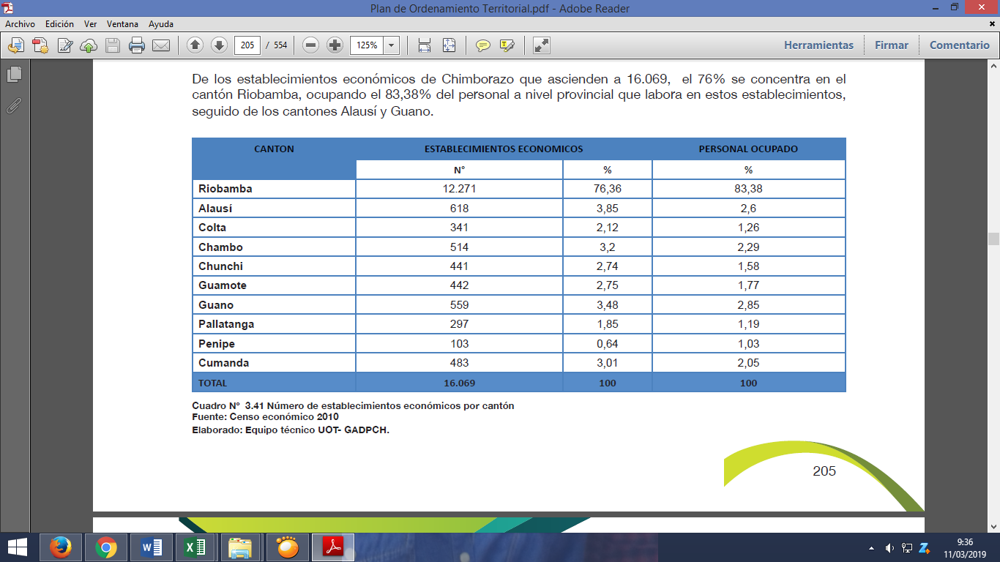 Plan de Ordenamiento Territorial.pdf - Adobe Reader
Archivo Edición Ver Ventana Ayuda
205 / 554 125% Herramientas Firmar Comentario
De los establecimientos económicos de Chimborazo que ascienden a 16.069, el 76% se concentra en el
cantón Riobamba, ocupando el 83,38% del personal a nivel provincial que labora en estos establecimientos,
seguido de los cantones Alausí y Guano.
CANTON ESTABLECIMIENTOS ECONOMICOS PERSONAL OCUPADO
N° % %
Riobamba 12.271 76,36 83,38
Alausí 618 3,85 2,6
Colta 341 2,12 1,26
Chambo 514 3,2 2,29
Chunchi 441 2,74 1,58
Guamote 442 2,75 1,77
Guano 559 3,48 2,85
Pallatanga 297 1,85 1,19
Penipe 103 0,64 1,03
Cumanda 483 3,01 2,05
TOTAL 16.069 100 100
Cuadro N° 3.41 Número de establecimientos económicos por cantón
Fuente: Censo económico 2010
Elaborado: Equipo técnico UOT- GADPCH.
205
9:36
11/03/2019